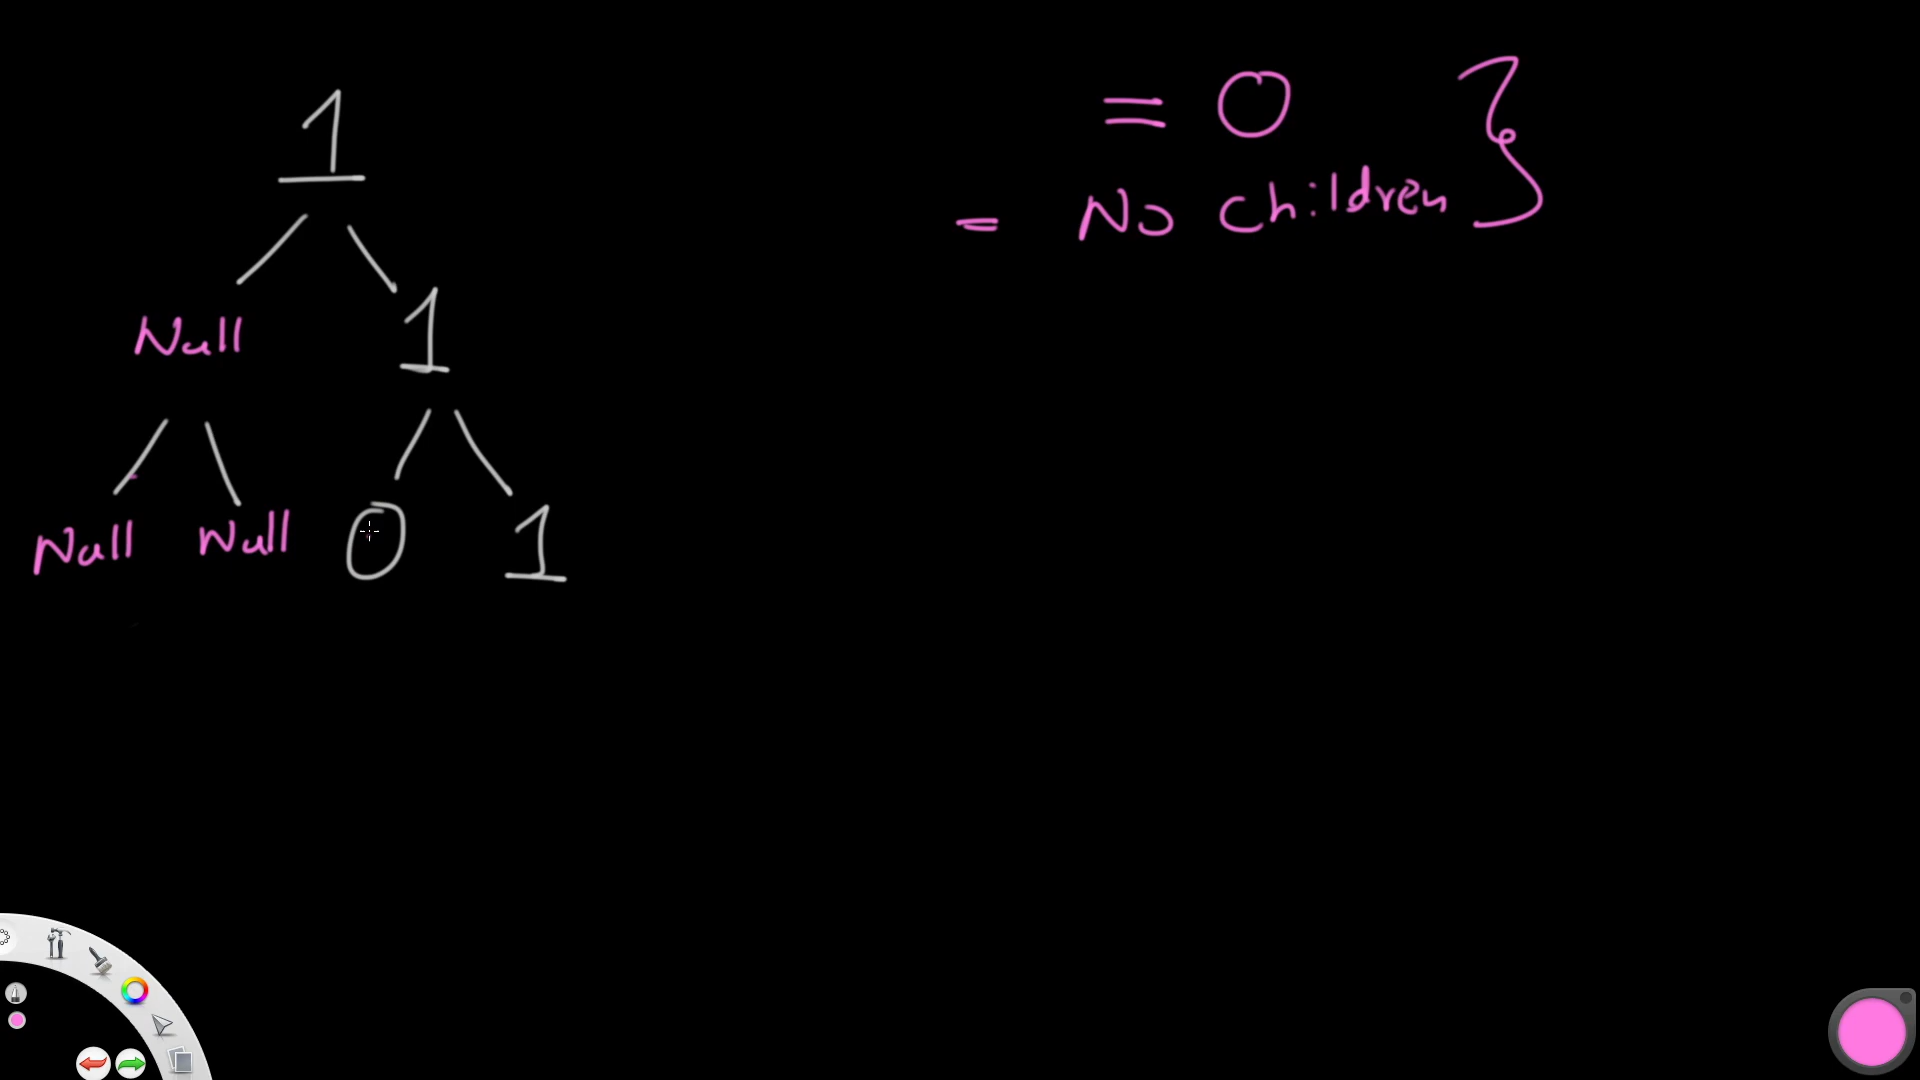 1
= 0
= No children
Null 1
Null Null 0 1